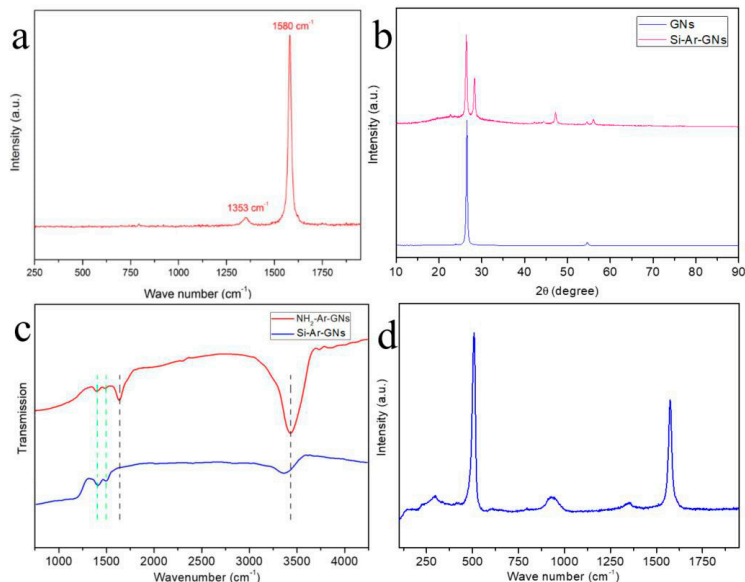 a
1580 cm⁻¹
1353 cm⁻¹
Intensity (a.u.)
250 500 750 1000 1250 1500 1750
Wave number (cm⁻¹)
b
GNs
Si-Ar-GNs
Intensity (a.u.)
10 20 30 40 50 60 70 80 90
2θ (degree)
c
NH₂-Ar-GNs
Si-Ar-GNs
Transmission
1000 1500 2000 2500 3000 3500 4000
Wavenumber (cm⁻¹)
d
Intensity (a.u.)
250 500 750 1000 1250 1500 1750
Wave number (cm⁻¹)